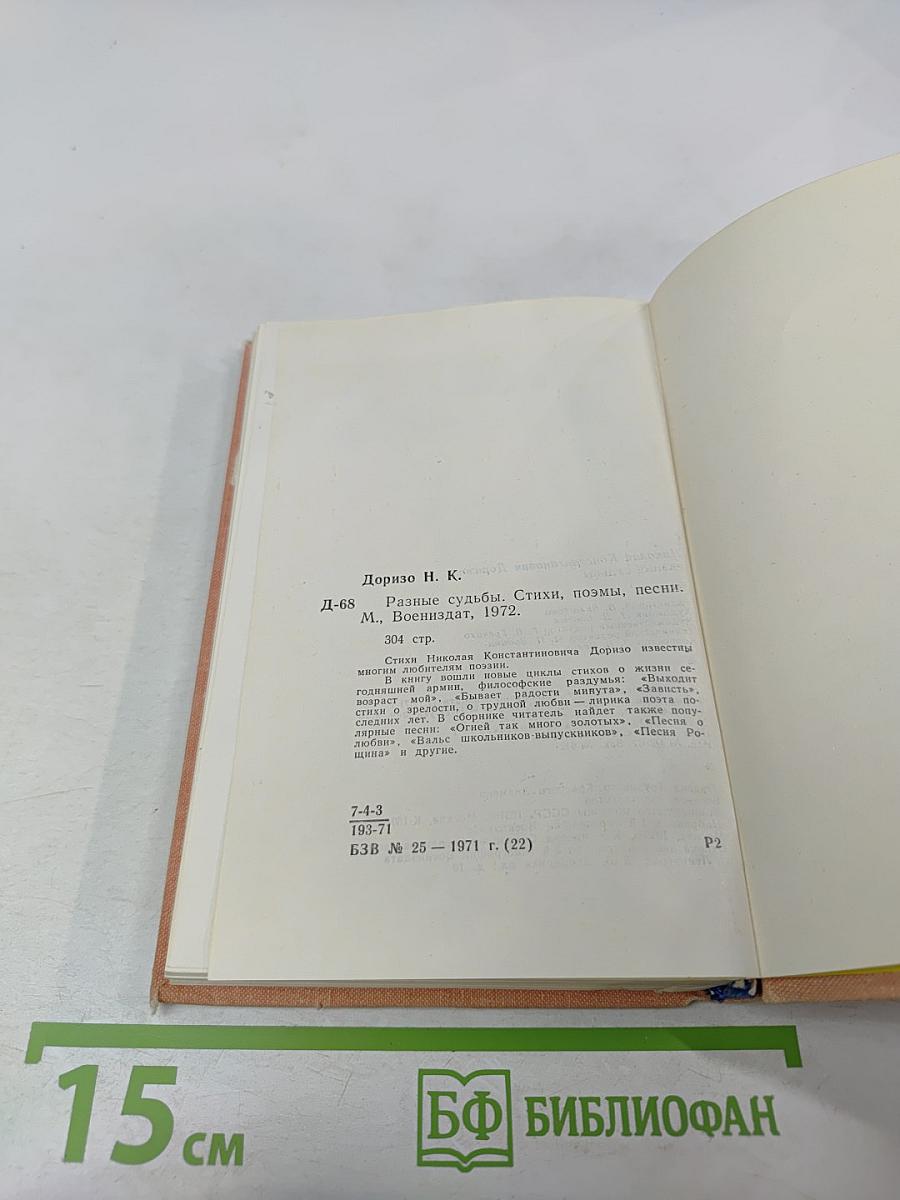 Доризо Н. К.
Д-68 Разные судьбы. Стихи, поэмы, песни.
М., Воениздат, 1972.
304 стр.
Стихи Николая Константиновича Доризо известны
многим любителям поэзии.
В книгу вошли новые циклы стихов о жизни се-
годняшней армии, философские раздумья: «Выходит
возраст мой», «Бывает радости минута», «Зависть»,
стихи о зрелости, о трудной любви — лирика поэта по-
следних лет. В сборнике читатель найдет также попу-
лярные песни: «Огней так много золотых», «Песня о
любви», «Вальс школьников-выпускников», «Песня Ро-
щина» и другие.
7-4-3
193-71
БЗВ № 25 — 1971 г. (22) Р2
15 см
БФ БИБЛИОФАН